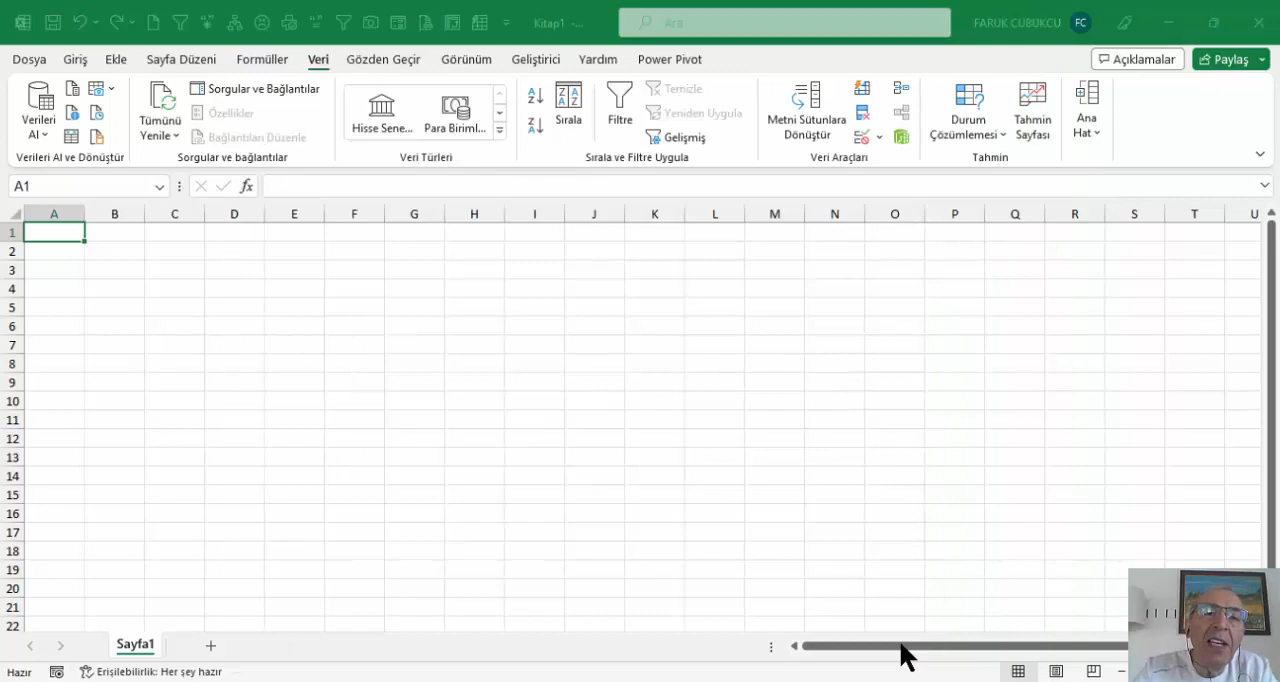 Kitap1 -...
Ara
FARUK CUBUKCU
FC
Dosya
Giriş
Ekle
Sayfa Düzeni
Formüller
Veri
Gözden Geçir
Görünüm
Geliştirici
Yardım
Power Pivot
Açıklamalar
Paylaş
Verileri Al
Tümünü Yenile
Sorgular ve Bağlantılar
Özellikler
Bağlantıları Düzenle
Hisse Sene...
Para Birimi...
Sırala
Filtre
Temizle
Yeniden Uygula
Gelişmiş
Metni Sütunlara Dönüştür
Durum Çözümlemesi
Tahmin Sayfası
Ana Hat
Verileri Al ve Dönüştür
Sorgular ve bağlantılar
Veri Türleri
Sırala ve Filtre Uygula
Veri Araçları
Tahmin
A1
fx
A B C D E F G H I J K L M N O P Q R S T U
1
2
3
4
5
6
7
8
9
10
11
12
13
14
15
16
17
18
19
20
21
22
Sayfa1
Hazır
Erişilebilirlik: Her şey hazır